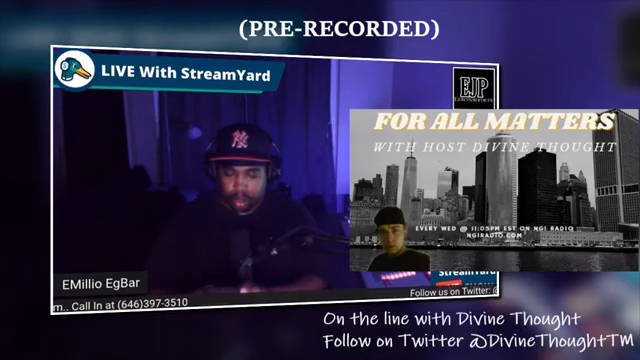 (PRE-RECORDED)
LIVE With StreamYard
EJP
FOR ALL MATTERS
WITH HOST DIVINE THOUGHT
NY
EVERY WED @ 11:05PM EST ON NGI RADIO
NGIRADIO.COM
StreamYard
EMillio EgBar
m.. Call In at (646)397-3510
Follow us on Twitter: @
On the line with Divine Thought
Follow on Twitter @DivineThoughtTM